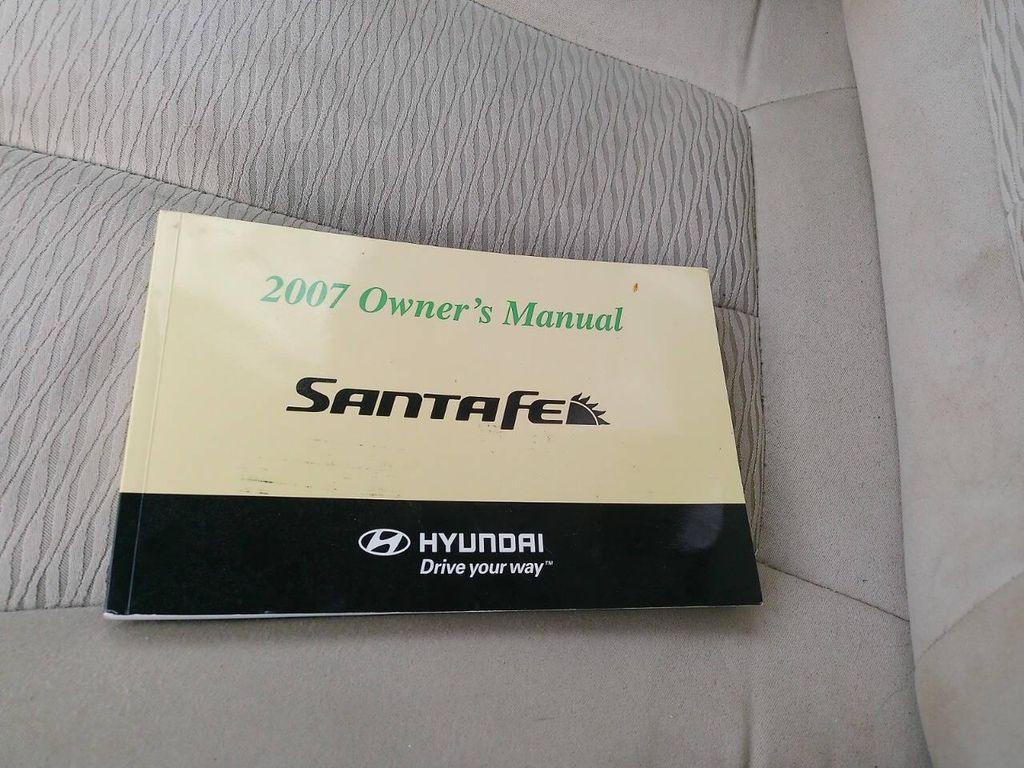 2007 Owner's Manual
SANTAFE
HYUNDAI
Drive your way™